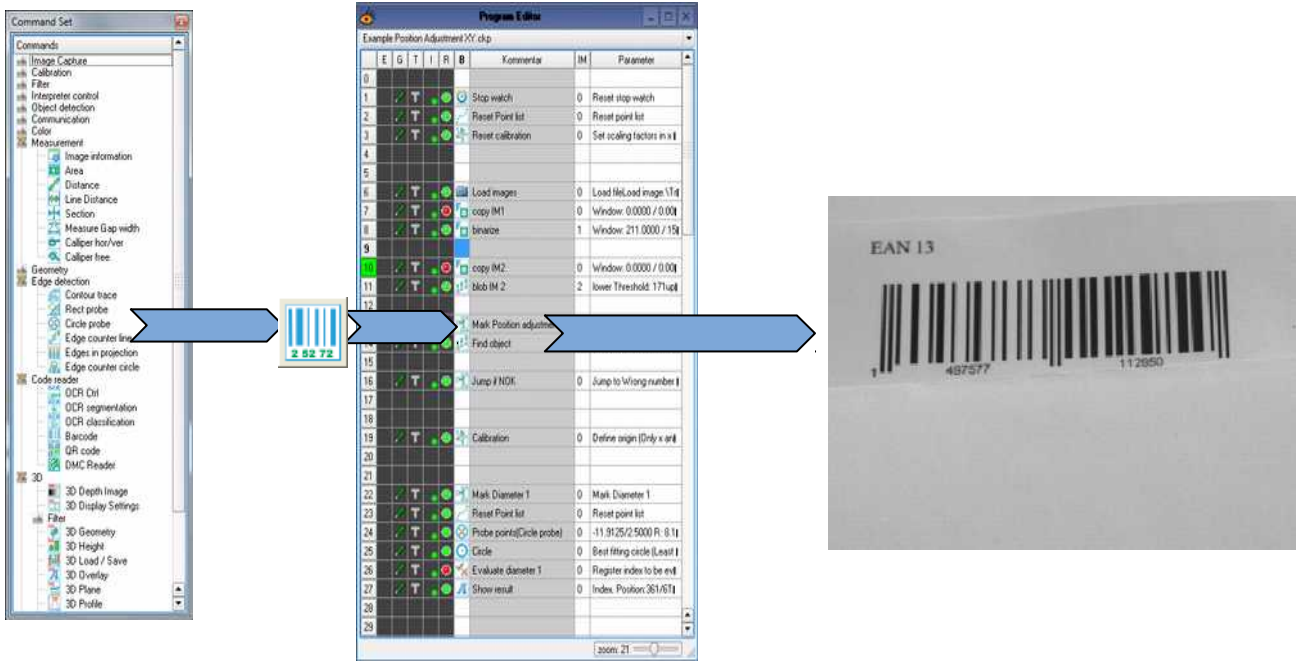 Command Set
Commands
Image Capture
Calibration
Filter
Interpreter control
Object detection
Communication
Color
Measurement
Image information
Area
Distance
Line Distance
Section
Measure Gap width
Calliper hor/ver
Calliper free
Geometry
Edge detection
Contour trace
Rect probe
Circle probe
Edge counter line
Edges in projection
Edge counter circle
Code reader
OCR Ctrl
OCR segmentation
OCR classification
Barcode
QR code
DMC Reader
3D
3D Depth Image
3D Display Settings
Filter
3D Geometry
3D Height
3D Load / Save
3D Overlay
3D Plane
3D Profile
2 52 72
Program Editor
Example Position Adjustment XY.ckp
E G T I R B Kommentar IM Parameter
0
1 T Stop watch 0 Reset stop watch
2 T Reset Point list 0 Reset point list
3 T Reset calibration 0 Set scaling factors in x
4
5
6 T Load images 0 Load fileLoad image
7 T copy IM1 0 Window: 0.0000 / 0.00
8 T binarize 1 Window: 211.0000 / 15
9
10 T copy IM2 0 Window: 0.0000 / 0.00
11 T blob IM 2 2 lower Threshold: 171upl
12
Mark Position
Find object
15
16 T Jump if NOK 0 Jump to Wrong number
17
18
19 T Calibration 0 Define origin (Only x an
20
21
22 T Mark Diameter 1 0 Mark Diameter 1
23 T Reset Point list 0 Reset point list
24 T Probe points(Circle probe) 0 -11.9125/2.5000 R: 8.1
25 T Circle 0 Best fitting circle (Least
26 T Evaluate diameter 1 0 Register index to be
27 T Show result 0 Index. Position: 361/
28
29
zoom: 21
EAN 13
1 497577 112950